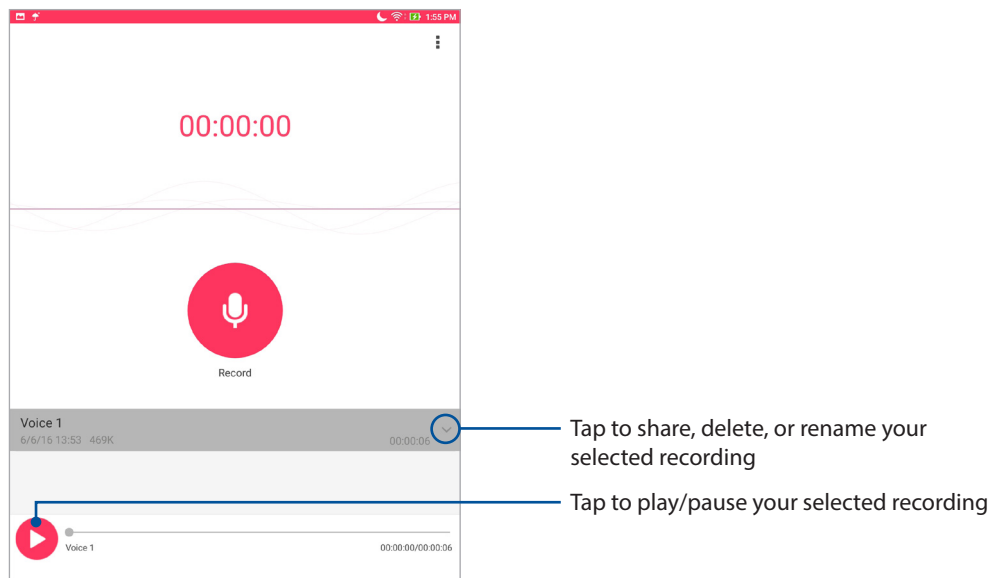 1:55 PM
00:00:00
Record
Voice 1
6/6/16 13:53 469K 00:00:06
Tap to share, delete, or rename your
selected recording
Tap to play/pause your selected recording
Voice 1 00:00:00/00:00:06